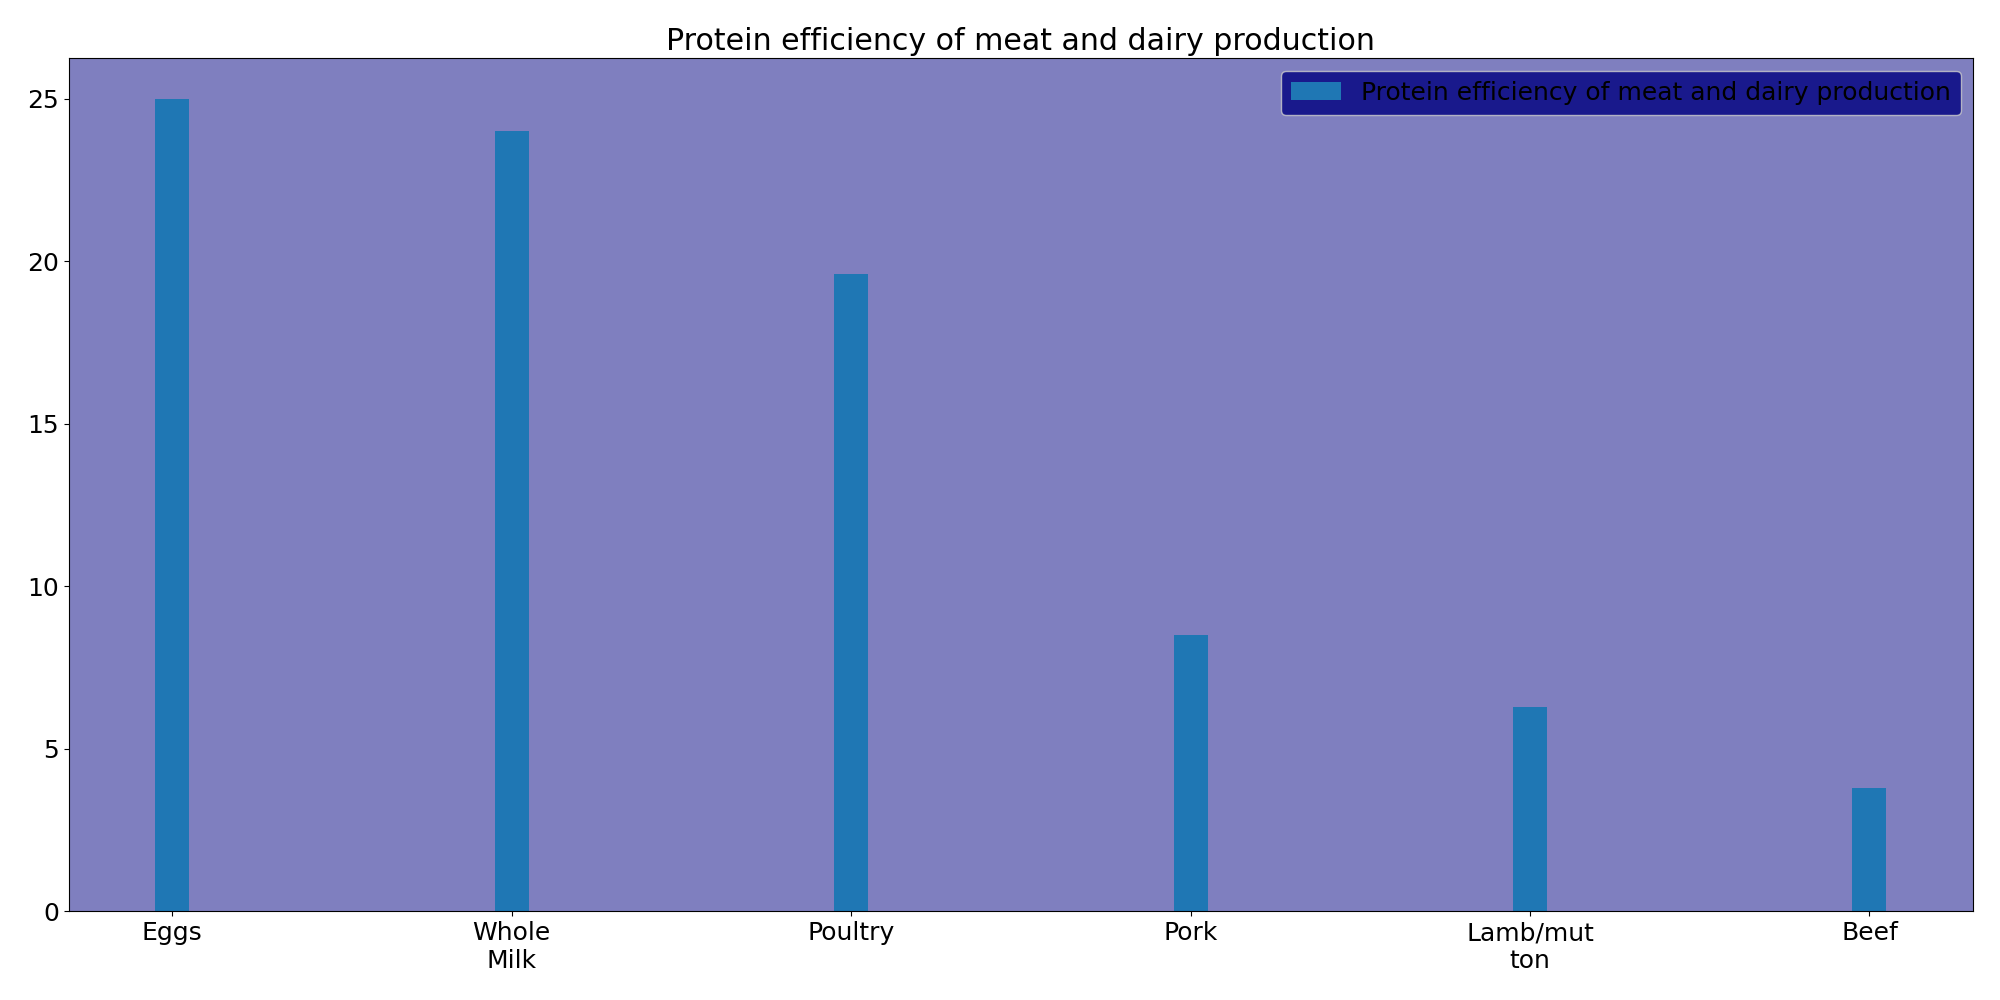 Protein efficiency of meat and dairy production
Protein efficiency of meat and dairy production
25
20
15
10
5
0
Eggs
Whole
Milk
Poultry
Pork
Lamb/mut
ton
Beef